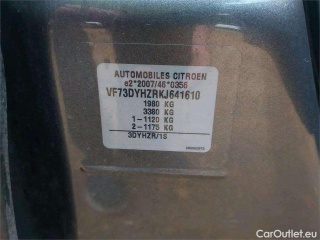 AUTOMOBILES CITROEN
e2*2007/46*0356
VF73DYHZRKJ641610
1980 KG
3380 KG
1-1120 KG
2-1175 KG
3DYHZR/1S
CarOutlet.eu